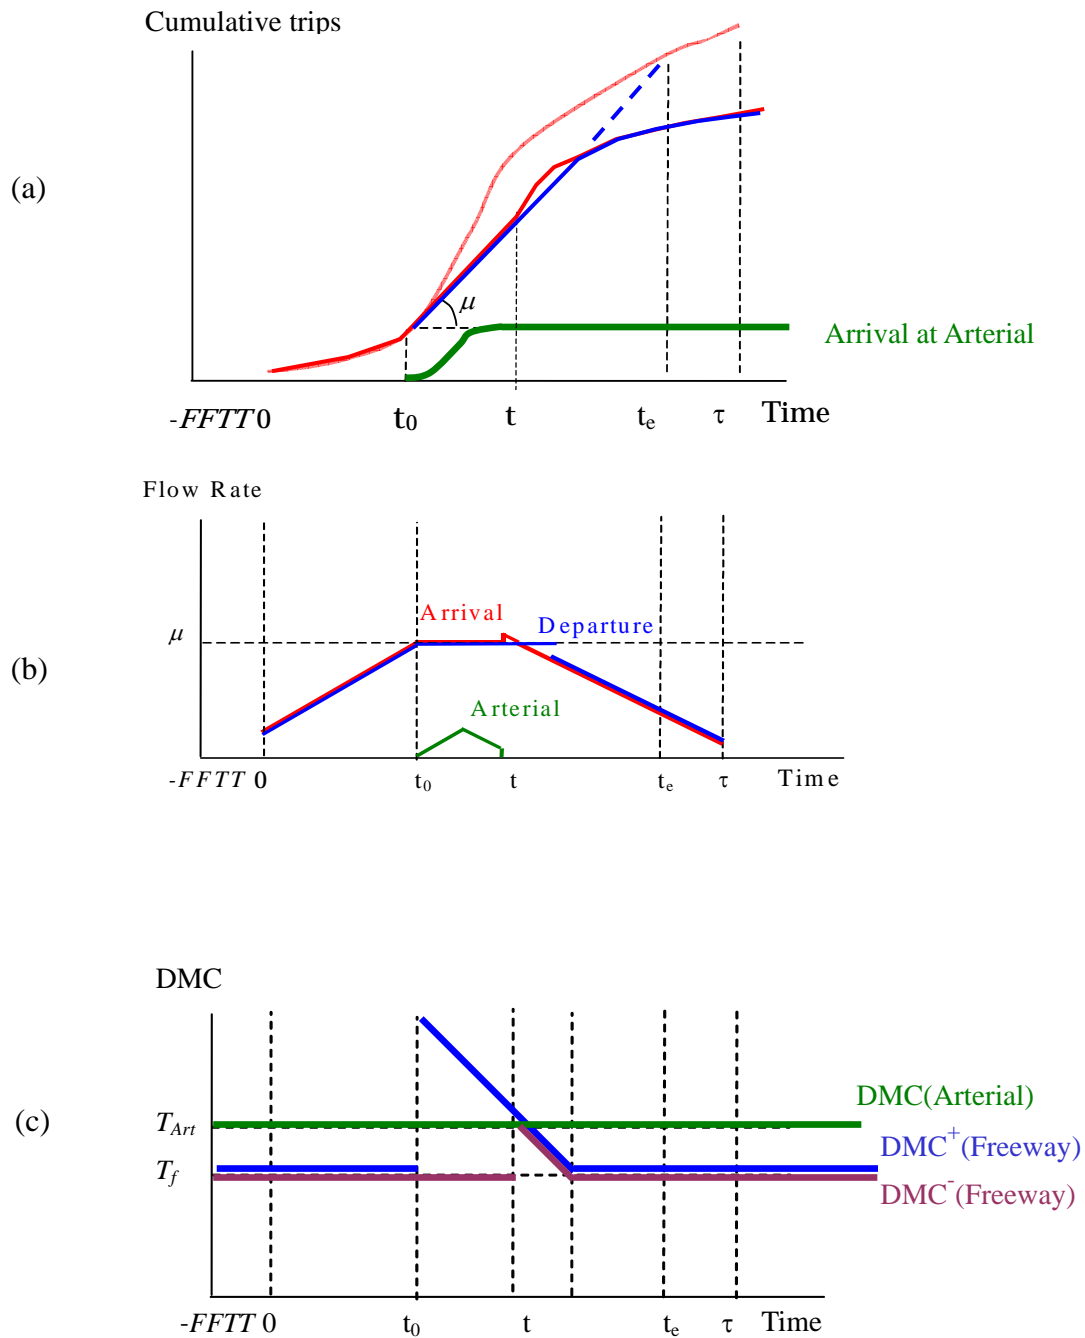 Cumulative trips
(a)
μ
Arrival at Arterial
-FFTT 0 t0 t te τ Time
Flow Rate
Arrival
Departure
μ
(b)
Arterial
-FFTT 0 t0 t te τ Time
DMC
DMC(Arterial)
(c)
TArt
DMC+(Freeway)
Tf
DMC-(Freeway)
-FFTT 0 t0 t te τ Time